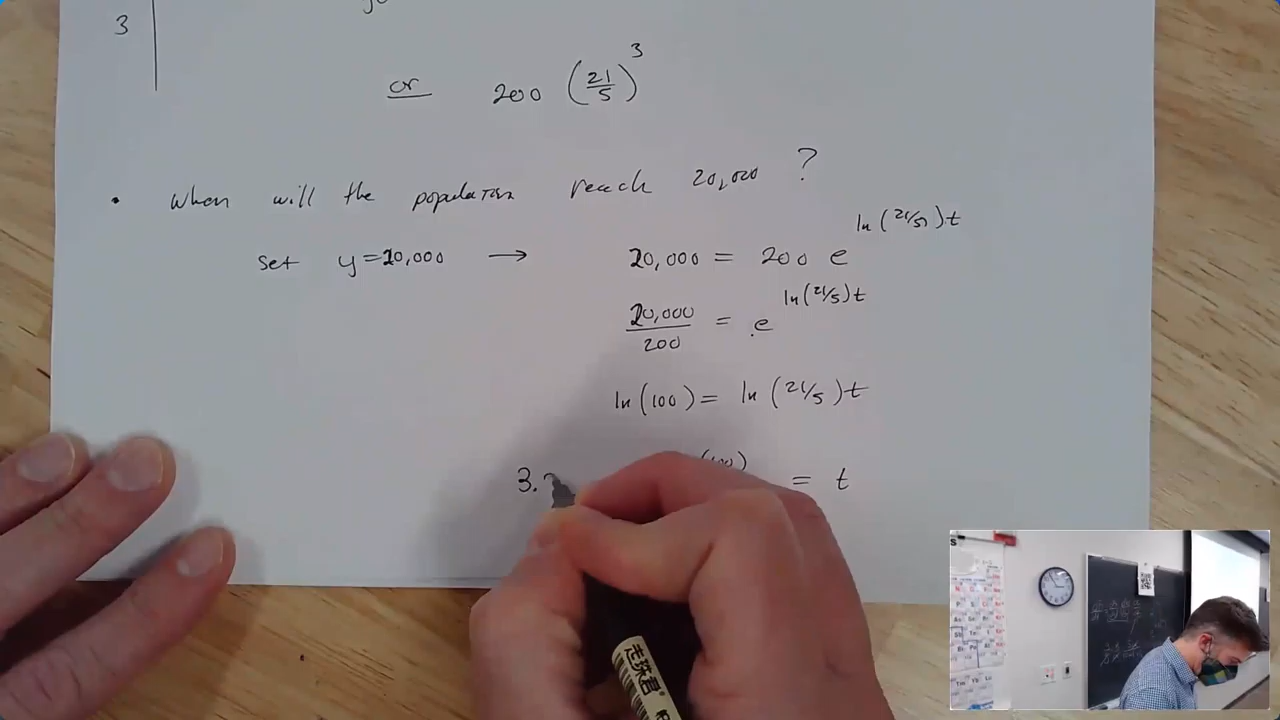 3
or 200 (21/5)^3
• When will the population reach 20,000 ?
set y=20,000 → 20,000 = 200 e^ln(21/5)t
20,000/200 = e^ln(21/5)t
ln(100) = ln(21/5)t
3. (100) = t